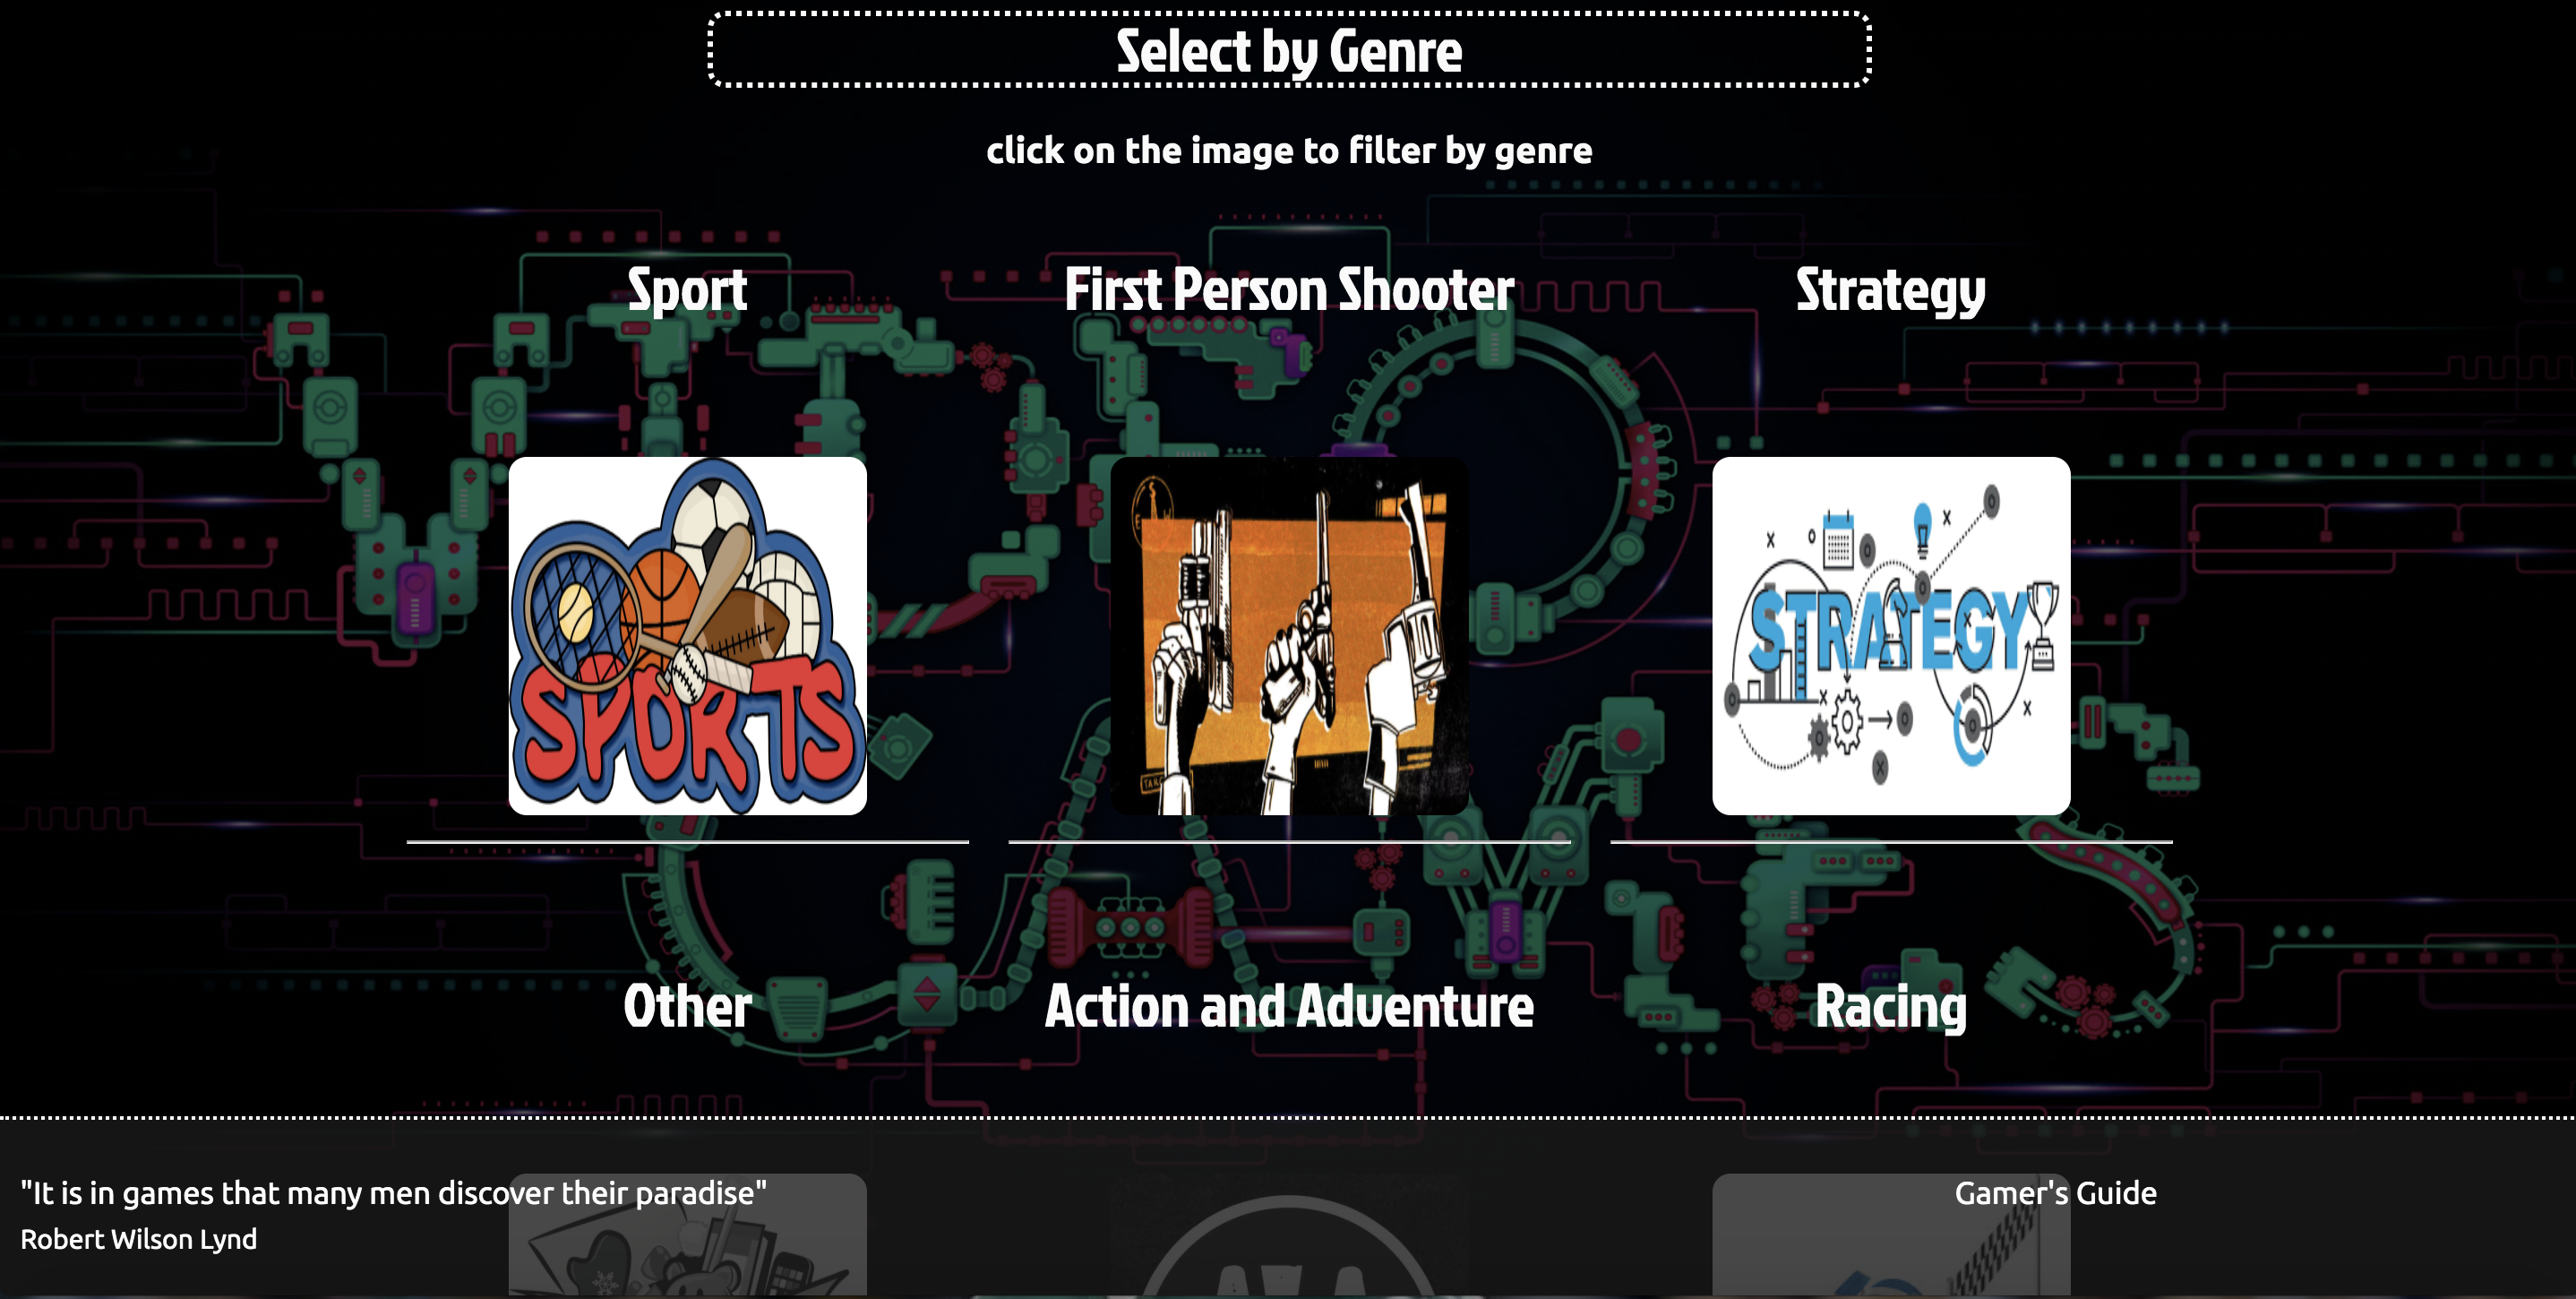 Select by Genre
click on the image to filter by genre
Sport
First Person Shooter
Strategy
SPORTS
STRATEGY
Other
Action and Adventure
Racing
"It is in games that many men discover their paradise"
Robert Wilson Lynd
Gamer's Guide